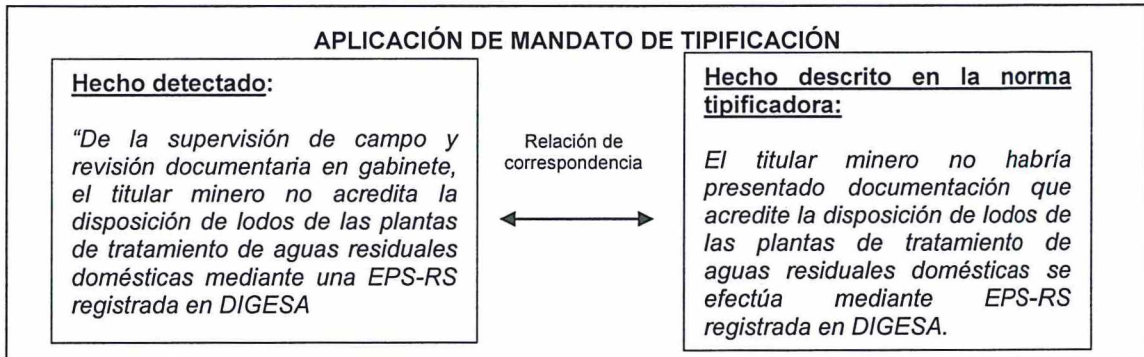 APLICACIÓN DE MANDATO DE TIPIFICACIÓN
Hecho detectado:
“De la supervisión de campo y
revisión documentaria en gabinete,
el titular minero no acredita la
disposición de lodos de las plantas
de tratamiento de aguas residuales
domésticas mediante una EPS-RS
registrada en DIGESA
Relación de
correspondencia
Hecho descrito en la norma
tipificadora:
El titular minero no habría
presentado documentación que
acredite la disposición de lodos de
las plantas de tratamiento de
aguas residuales domésticas se
efectúa mediante EPS-RS
registrada en DIGESA.